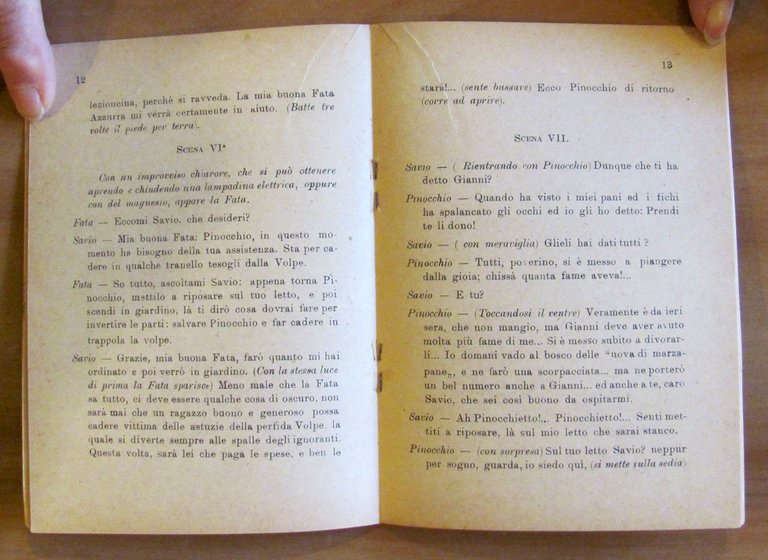 12
lezioncina, perchè si ravveda. La mia buona Fata
Azzurra mi verrà certamente in aiuto. (Batte tre
volte il piede per terra).
Scena VIª
Con un improvviso chiarore, che si può ottenere
aprendo e chiudendo una lampadina elettrica, oppure
con del magnesio, appare la Fata.
Fata — Eccomi Savio. che desideri?
Savio — Mia buona Fata: Pinocchio, in questo mo-
mento ha bisogno della tua assistenza. Sta per ca-
dere in qualche tranello tesogli dalla Volpe.
Fata — So tutto, ascoltami Savio: appena torna Pi-
nocchio, mettilo a riposare sul tuo letto, e poi
scendi in giardino, là ti dirò cosa dovrai fare per
invertire le parti: salvare Pinocchio e far cadere in
trappola la volpe.
Savio — Grazie, mia buona Fata, farò quanto mi hai
ordinato e poi verrò in giardino. (Con la stessa luce
di prima la Fata sparisce) Meno male che la Fata
sa tutto, ci deve essere qualche cosa di oscuro, non
sarà mai che un ragazzo buono e generoso possa
cadere vittima delle astuzie della perfida Volpe. la
quale si diverte sempre alle spalle degli ignoranti.
Questa volta, sarà lei che paga le spese, e ben le
13
stará!... (sente bussare) Ecco Pinocchio di ritorno
(corre ad aprire).
Scena VII.
Savio — ( Rientrando con Pinocchio) Dunque che ti ha
detto Gianni?
Pinocchio — Quando ha visto i miei pani ed i fichi
ha spalancato gli occhi ed io gli ho detto: Prendi
te li dono!
Savio — ( con meraviglia) Glieli hai dati tutti ?
Pinocchio — Tutti, poverino, si è messo a piangere
dalla gioia; chissà quanta fame aveva!...
Savio — E tu?
Pinocchio — (Toccandosi il ventre) Veramente è da ieri
sera, che non mangio, ma Gianni deve aver avuto
molta più fame di me... Si è messo subito a divorar-
li... Io domani vado al bosco delle "nova di marza-
pane„, e ne farò una scorpacciata... ma ne porterò
un bel numero anche a Gianni... ed anche a te, caro
Savio, che sei così buono da ospitarmi.
Savio — Ah Pinocchietto!... Pinocchietto!... Senti met-
titi a riposare, là sul mio letto che sarai stanco.
Pinocchio — (con sorpresa) Sul tuo letto Savio? neppur
per sogno, guarda, io siedo qui, (si mette sulla sedia)